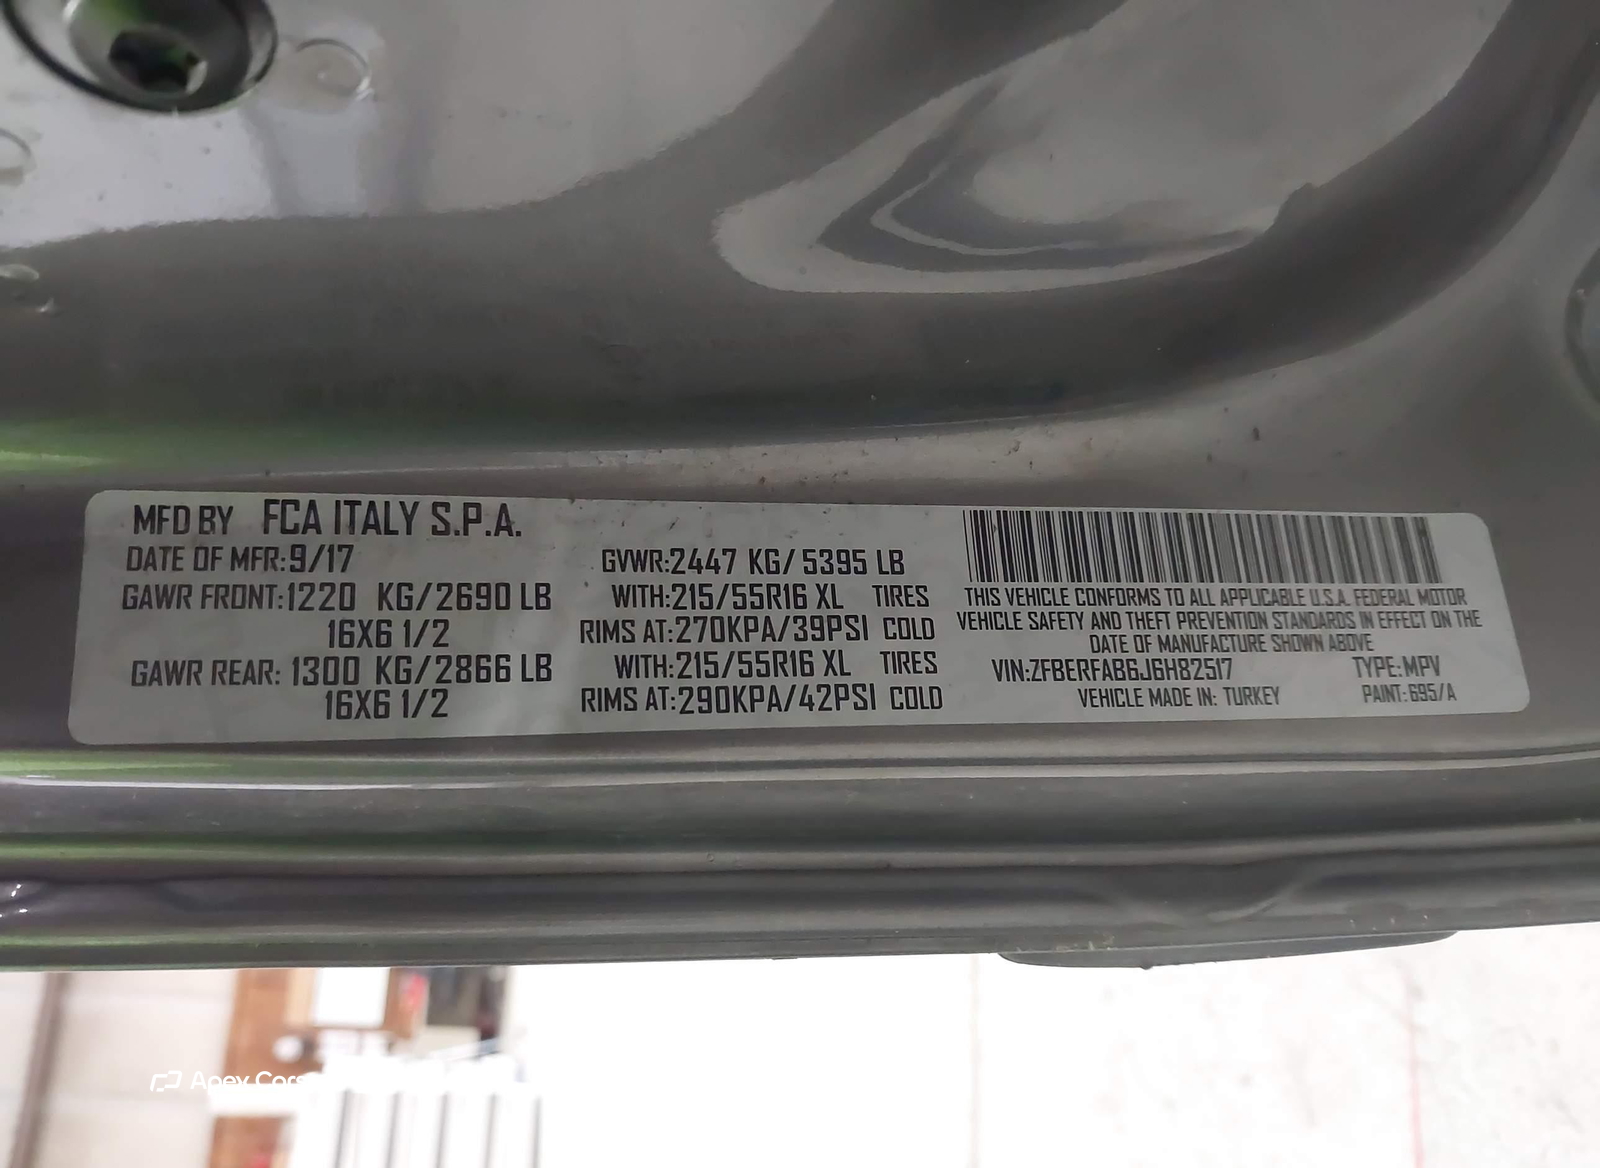 MFD BY FCA ITALY S.P.A.
DATE OF MFR:9/17
GAWR FRONT:1220 KG/2690 LB
16X6 1/2
GAWR REAR: 1300 KG/2866 LB
16X6 1/2
GVWR:2447 KG/ 5395 LB
WITH:215/55R16 XL TIRES
RIMS AT:270KPA/39PSI COLD
WITH:215/55R16 XL TIRES
RIMS AT:290KPA/42PSI COLD
THIS VEHICLE CONFORMS TO ALL APPLICABLE U.S.A. FEDERAL MOTOR
VEHICLE SAFETY AND THEFT PREVENTION STANDARDS IN EFFECT ON THE
DATE OF MANUFACTURE SHOWN ABOVE
VIN:ZFBERFAB6J6H82517 TYPE:MPV
VEHICLE MADE IN: TURKEY PAINT:695/A
Apex